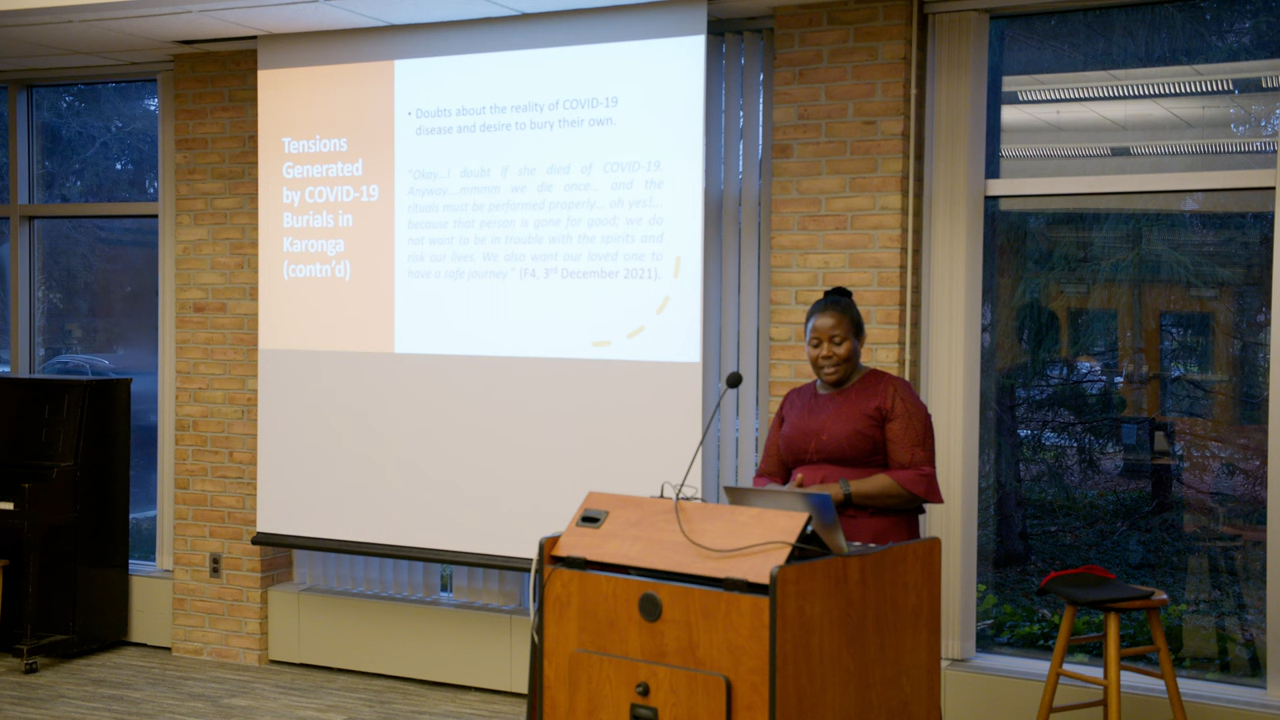 Tensions
Generated
by COVID-19
Burials in
Karonga
(contn'd)
• Doubts about the reality of COVID-19
disease and desire to bury their own.
"Okay...I doubt if she died of COVID-19.
Anyway....mmmm we die once... and the
rituals must be performed properly... oh yes!...
because that person is gone for good; we do
not want to be in trouble with the spirits and
risk our lives. We also want our loved one to
have a safe journey " (F4, 3rd December 2021).